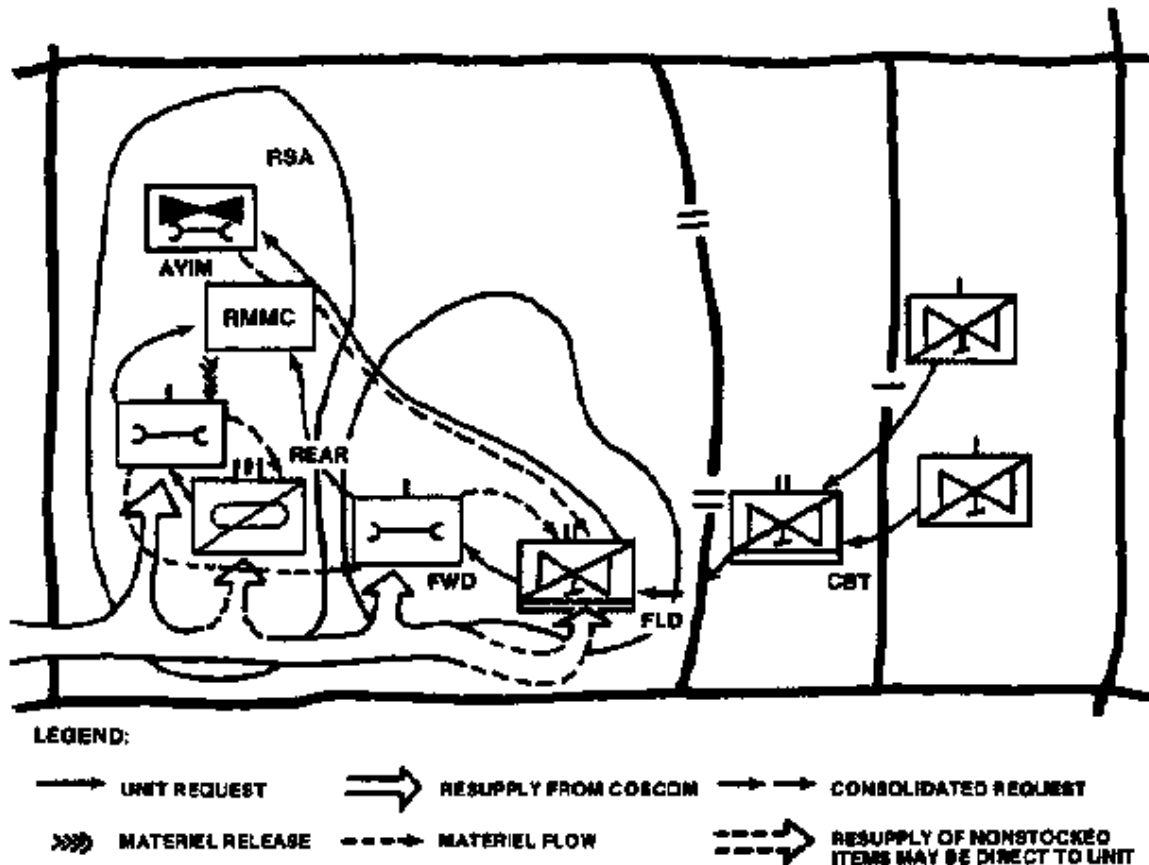 RSA
AVIM
RMMC
REAR
FWD
FLD
CBT
LEGEND:
UNIT REQUEST
RESUPPLY FROM COSCOM
CONSOLIDATED REQUEST
MATERIEL RELEASE
MATERIEL FLOW
RESUPPLY OF NONSTOCKED
ITEMS MAY BE DIRECT TO UNIT